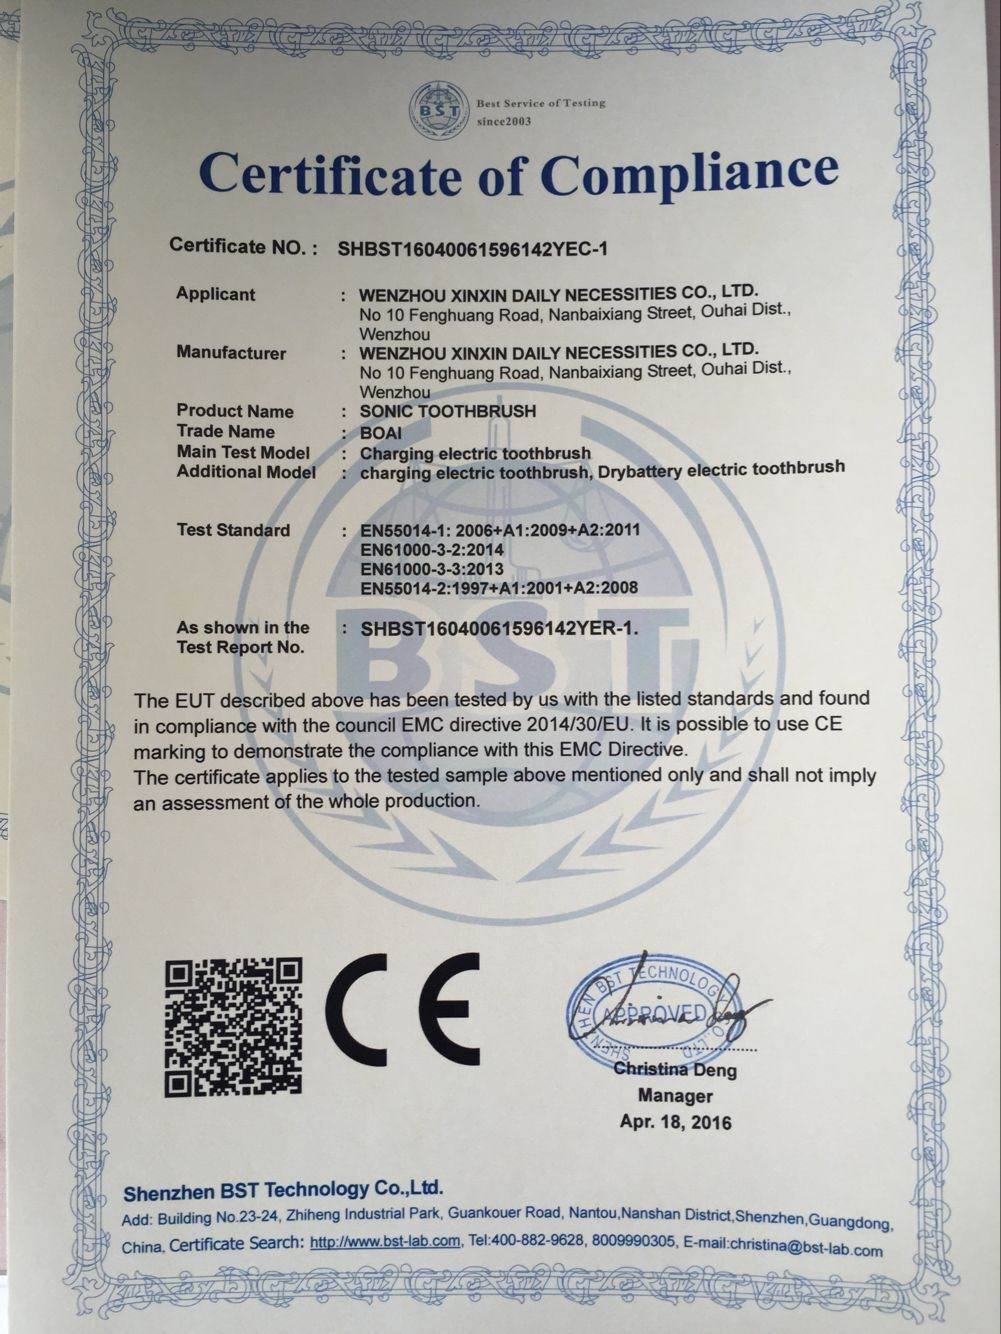 BST
Best Service of Testing
since2003
Certificate of Compliance
Certificate NO. : SHBST16040061596142YEC-1
Applicant : WENZHOU XINXIN DAILY NECESSITIES CO., LTD.
No 10 Fenghuang Road, Nanbaixiang Street, Ouhai Dist.,
Wenzhou
Manufacturer : WENZHOU XINXIN DAILY NECESSITIES CO., LTD.
No 10 Fenghuang Road, Nanbaixiang Street, Ouhai Dist.,
Wenzhou
Product Name : SONIC TOOTHBRUSH
Trade Name : BOAI
Main Test Model : Charging electric toothbrush
Additional Model : charging electric toothbrush, Drybattery electric toothbrush
Test Standard : EN55014-1: 2006+A1:2009+A2:2011
EN61000-3-2:2014
EN61000-3-3:2013
EN55014-2:1997+A1:2001+A2:2008
As shown in the : SHBST16040061596142YER-1.
Test Report No.
BST
The EUT described above has been tested by us with the listed standards and found
in compliance with the council EMC directive 2014/30/EU. It is possible to use CE
marking to demonstrate the compliance with this EMC Directive.
The certificate applies to the tested sample above mentioned only and shall not imply
an assessment of the whole production.
CE
SHEN ZHEN BST TECHNOLOGY CO.,LTD
APPROVED
Christina Deng
Manager
Apr. 18, 2016
Shenzhen BST Technology Co.,Ltd.
Add: Building No.23-24, Zhiheng Industrial Park, Guankouer Road, Nantou,Nanshan District,Shenzhen,Guangdong,
China, Certificate Search: http://www.bst-lab.com, Tel:400-882-9628, 8009990305, E-mail:christina@bst-lab.com